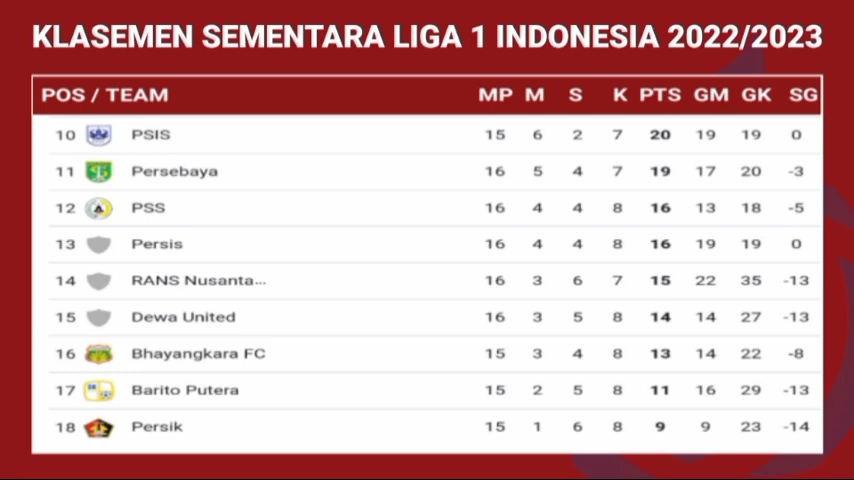 KLASEMEN SEMENTARA LIGA 1 INDONESIA 2022/2023
POS / TEAM MP M S K PTS GM GK SG
10 PSIS 15 6 2 7 20 19 19 0
11 Persebaya 16 5 4 7 19 17 20 -3
12 PSS 16 4 4 8 16 13 18 -5
13 Persis 16 4 4 8 16 19 19 0
14 RANS Nusanta... 16 3 6 7 15 22 35 -13
15 Dewa United 16 3 5 8 14 14 27 -13
16 Bhayangkara FC 15 3 4 8 13 14 22 -8
17 Barito Putera 15 2 5 8 11 16 29 -13
18 Persik 15 1 6 8 9 9 23 -14